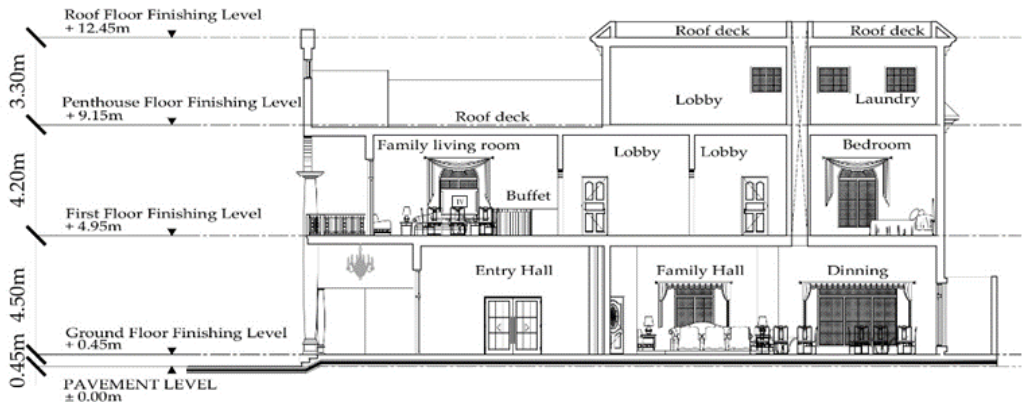 Roof Floor Finishing Level
+ 12.45m
Roof deck
Roof deck
3.30m
Penthouse Floor Finishing Level
+ 9.15m
Lobby
Laundry
Roof deck
Family living room
Lobby
Lobby
Bedroom
4.20m
Buffet
TV
First Floor Finishing Level
+ 4.95m
Entry Hall
Family Hall
Dinning
4.50m
Ground Floor Finishing Level
+ 0.45m
0.45m
PAVEMENT LEVEL
± 0.00m